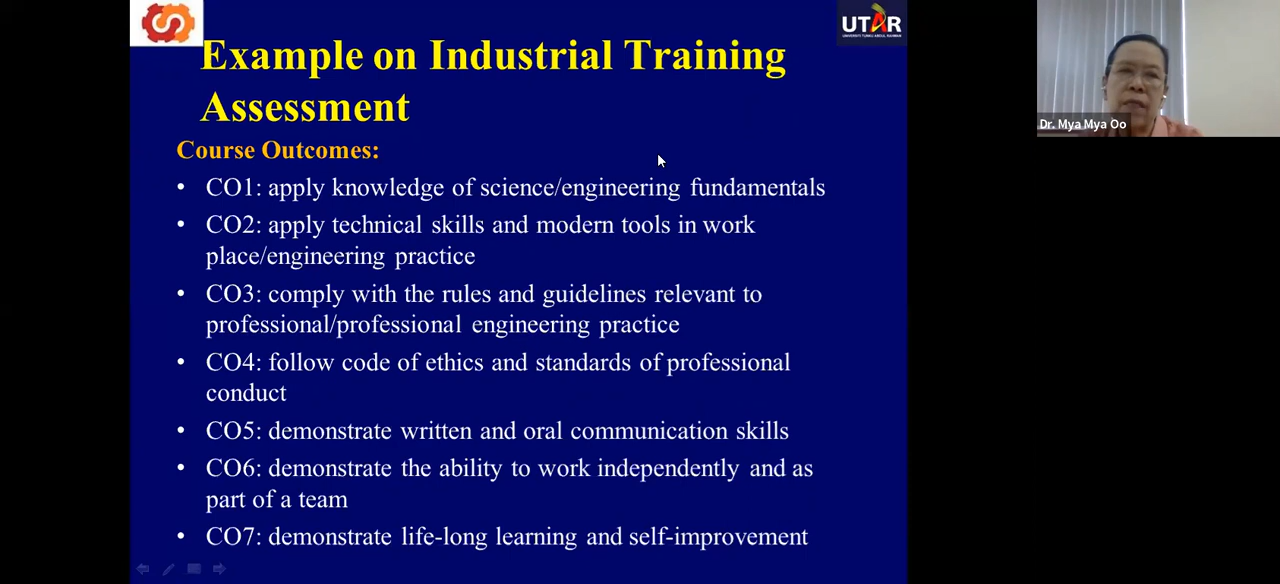 UTAR
UNIVERSITI TUNKU ABDUL RAHMAN
Example on Industrial Training
Assessment
Dr. Mya Mya Oo
Course Outcomes:
• CO1: apply knowledge of science/engineering fundamentals
• CO2: apply technical skills and modern tools in work
place/engineering practice
• CO3: comply with the rules and guidelines relevant to
professional/professional engineering practice
• CO4: follow code of ethics and standards of professional
conduct
• CO5: demonstrate written and oral communication skills
• CO6: demonstrate the ability to work independently and as
part of a team
• CO7: demonstrate life-long learning and self-improvement